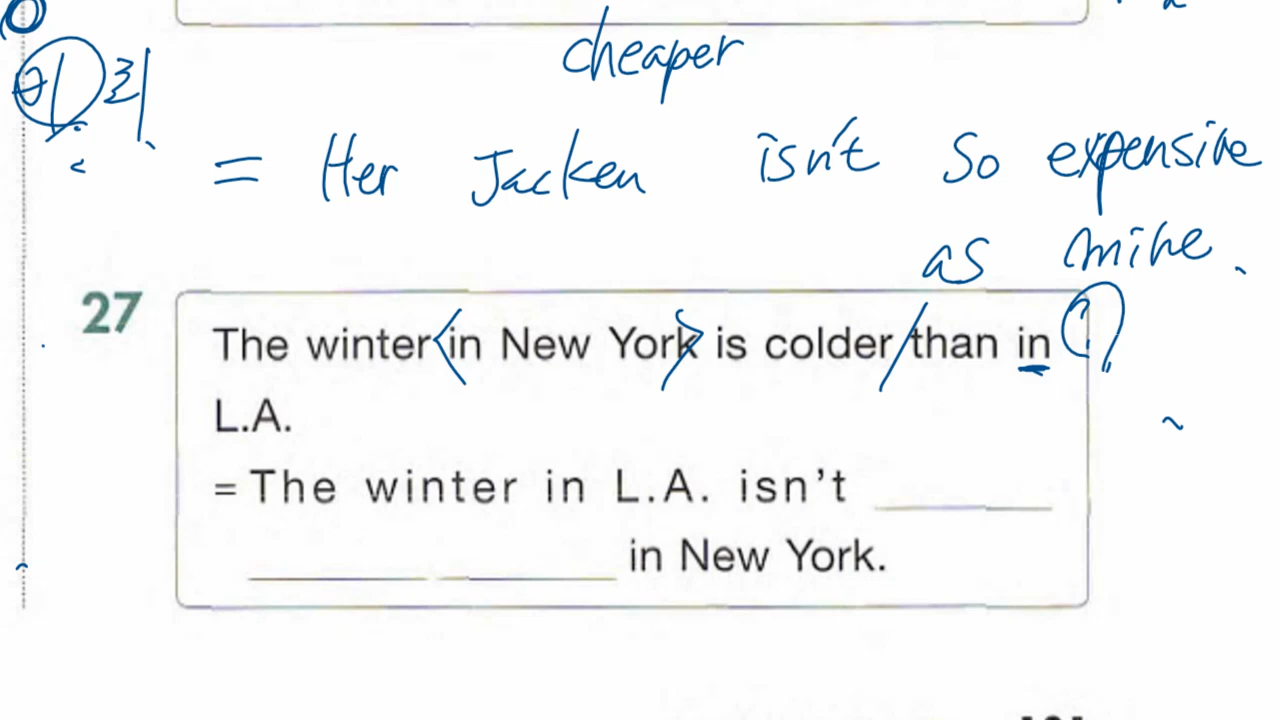 cheaper
= Her Jacken isn't so expensive
as mine.
27
The winter in New York is colder than in
L.A.
= The winter in L.A. isn't
in New York.